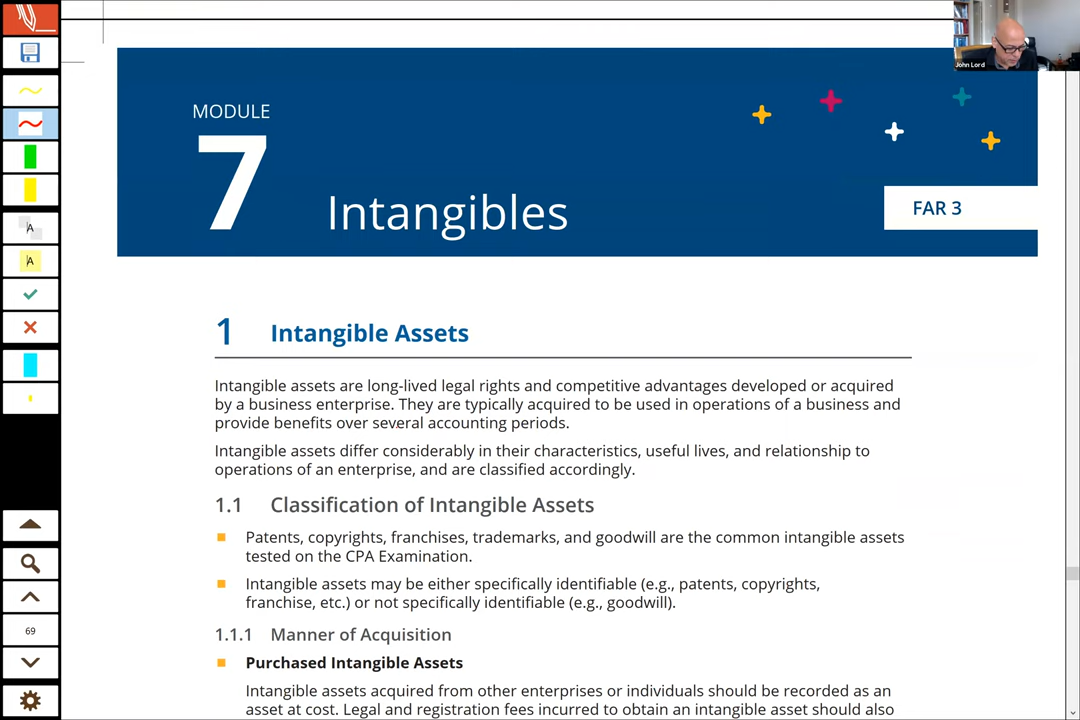 John Lord
MODULE
7
Intangibles
FAR 3
A
A
69
1 Intangible Assets
Intangible assets are long-lived legal rights and competitive advantages developed or acquired
by a business enterprise. They are typically acquired to be used in operations of a business and
provide benefits over several accounting periods.
Intangible assets differ considerably in their characteristics, useful lives, and relationship to
operations of an enterprise, and are classified accordingly.
1.1 Classification of Intangible Assets
Patents, copyrights, franchises, trademarks, and goodwill are the common intangible assets
tested on the CPA Examination.
Intangible assets may be either specifically identifiable (e.g., patents, copyrights,
franchise, etc.) or not specifically identifiable (e.g., goodwill).
1.1.1 Manner of Acquisition
Purchased Intangible Assets
Intangible assets acquired from other enterprises or individuals should be recorded as an
asset at cost. Legal and registration fees incurred to obtain an intangible asset should also